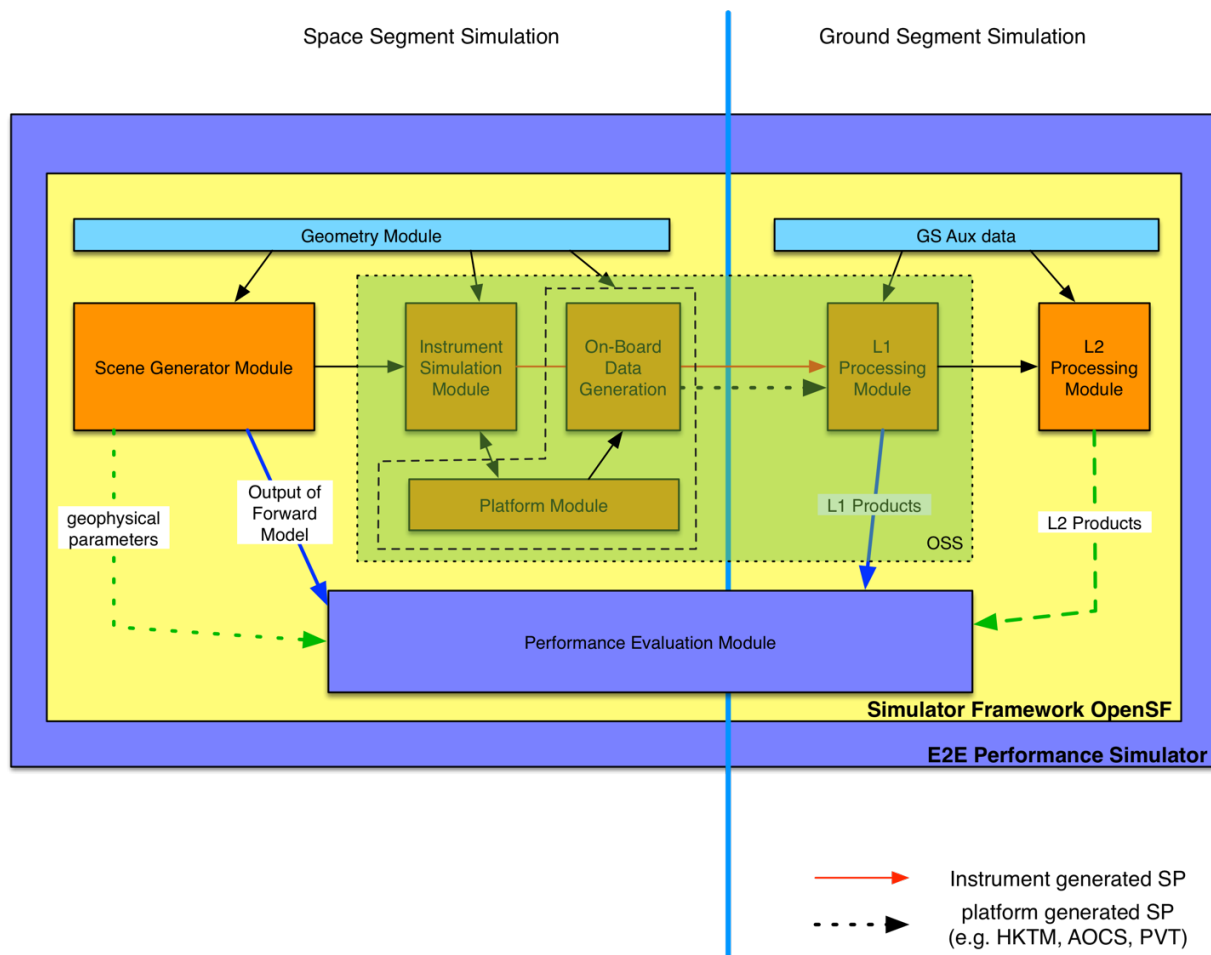 Space Segment Simulation
Ground Segment Simulation
Geometry Module
GS Aux data
Scene Generator Module
Instrument
Simulation
Module
On-Board
Data
Generation
L1
Processing
Module
L2
Processing
Module
Platform Module
geophysical
parameters
Output of
Forward
Model
L1 Products
L2 Products
OSS
Performance Evaluation Module
Simulator Framework OpenSF
E2E Performance Simulator
Instrument generated SP
platform generated SP
(e.g. HKTM, AOCS, PVT)